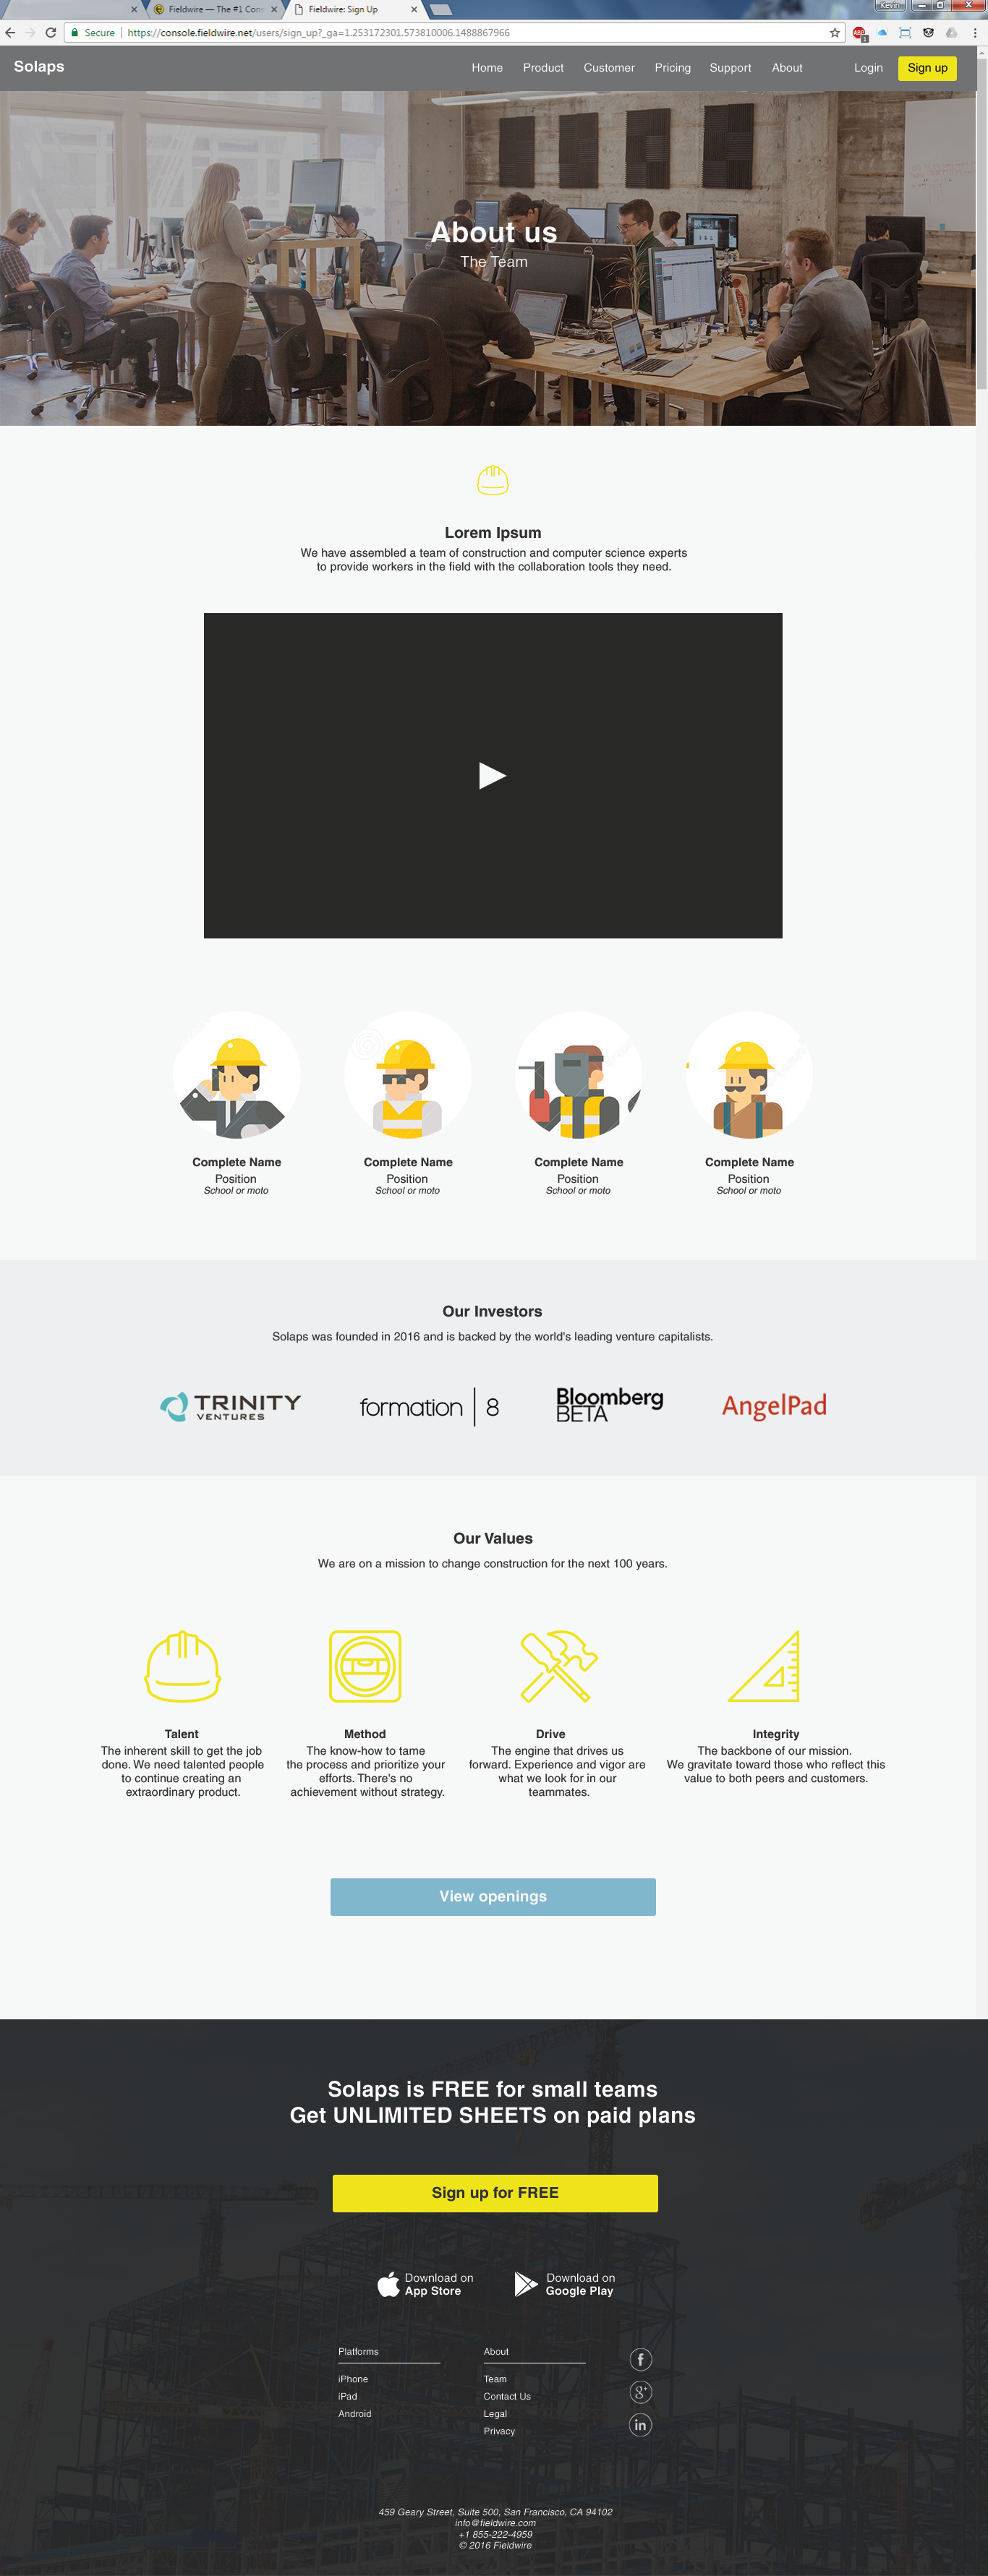 Fieldwire — The #1 Cons
Fieldwire: Sign Up
Kevin
Secure
https://console.fieldwire.net/users/sign_up?_ga=1.253172301.573810006.1488867966
ABP
1
Solaps
Home Product Customer Pricing Support About Login Sign up
About us
The Team
Lorem Ipsum
We have assembled a team of construction and computer science experts
to provide workers in the field with the collaboration tools they need.
Complete Name Complete Name Complete Name Complete Name
Position Position Position Position
School or moto School or moto School or moto School or moto
Our Investors
Solaps was founded in 2016 and is backed by the world's leading venture capitalists.
TRINITY
VENTURES
formation | 8
Bloomberg
BETA
AngelPad
Our Values
We are on a mission to change construction for the next 100 years.
Talent
The inherent skill to get the job
done. We need talented people
to continue creating an
extraordinary product.
Method
The know-how to tame
the process and prioritize your
efforts. There's no
achievement without strategy.
Drive
The engine that drives us
forward. Experience and vigor are
what we look for in our
teammates.
Integrity
The backbone of our mission.
We gravitate toward those who reflect this
value to both peers and customers.
View openings
Solaps is FREE for small teams
Get UNLIMITED SHEETS on paid plans
Sign up for FREE
Download on
App Store
Download on
Google Play
Platforms
iPhone
iPad
Android
About
Team
Contact Us
Legal
Privacy
f
g+
in
459 Geary Street, Suite 500, San Francisco, CA 94102
info@fieldwire.com
+1 855-222-4959
© 2016 Fieldwire